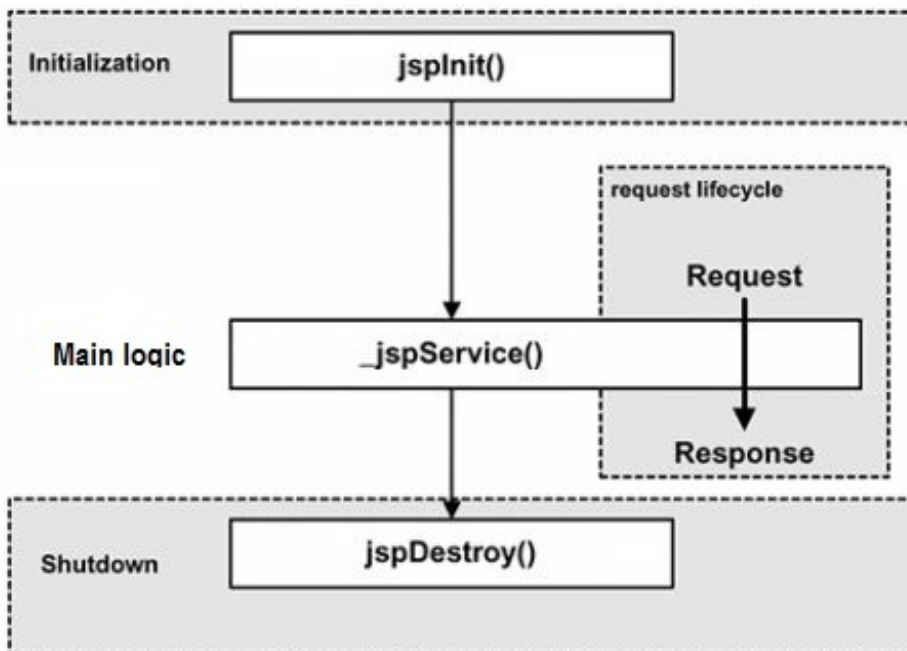 Initialization
jspInit()
request lifecycle
Request
Main logic
_jspService()
Response
Shutdown
jspDestroy()